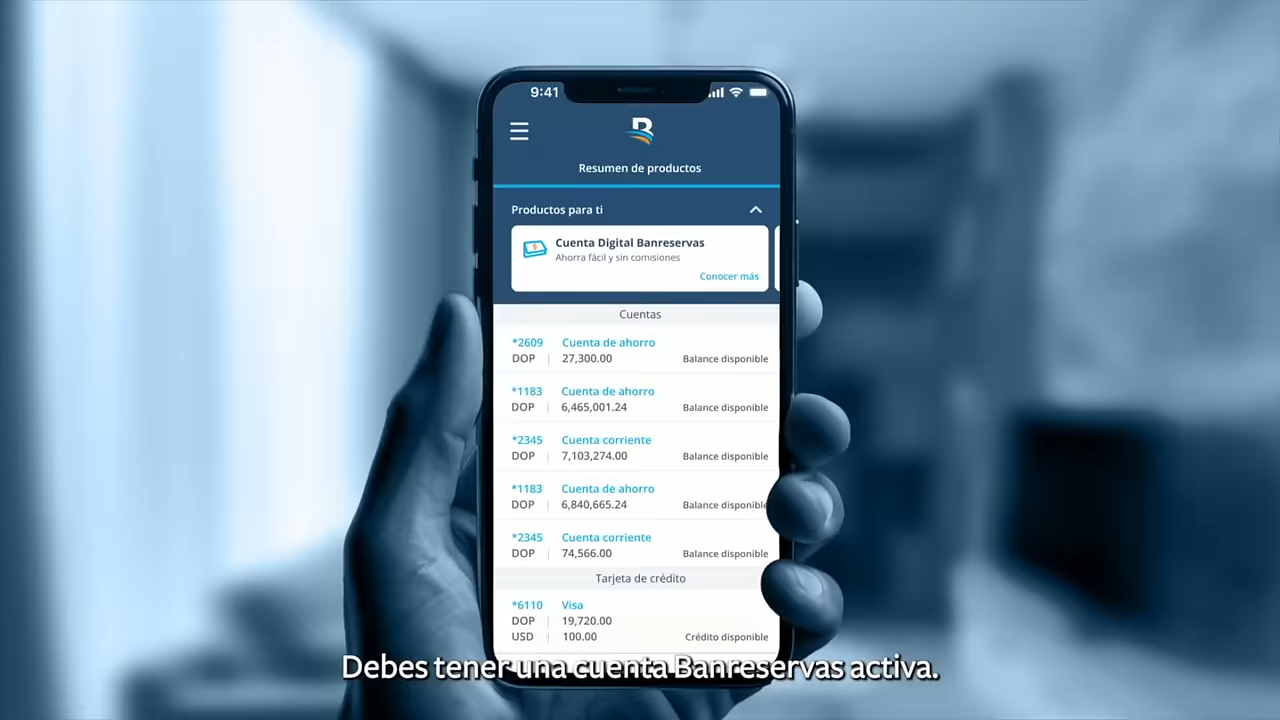 9:41
Resumen de productos
Productos para ti
Cuenta Digital Banreservas
Ahorra fácil y sin comisiones
Conocer más
Cuentas
*2609 Cuenta de ahorro
DOP | 27,300.00 Balance disponible
*1183 Cuenta de ahorro
DOP | 6,465,001.24 Balance disponible
*2345 Cuenta corriente
DOP | 7,103,274.00 Balance disponible
*1183 Cuenta de ahorro
DOP | 6,840,665.24 Balance disponible
*2345 Cuenta corriente
DOP | 74,566.00 Balance disponible
Tarjeta de crédito
*6110 Visa
DOP | 19,720.00
USD | 100.00 Crédito disponible
Debes tener una cuenta Banreservas activa.